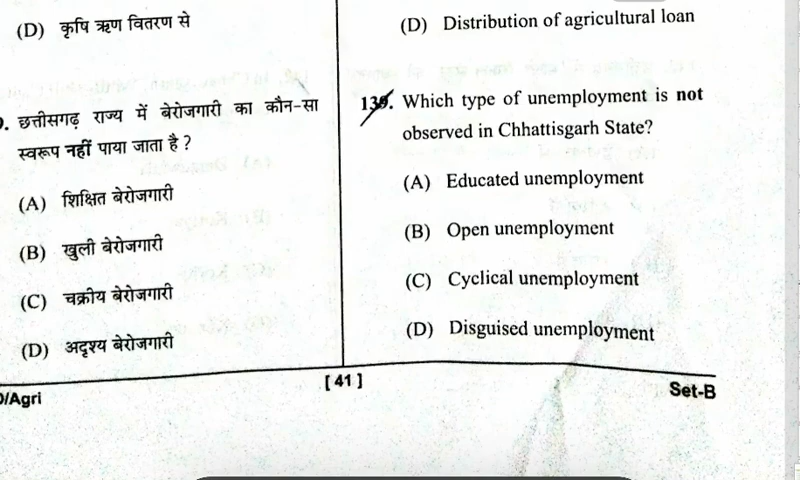 (D) कृषि ऋण वितरण से
. छत्तीसगढ़ राज्य में बेरोजगारी का कौन-सा
स्वरूप नहीं पाया जाता है ?
(A) शिक्षित बेरोजगारी
(B) खुली बेरोजगारी
(C) चक्रीय बेरोजगारी
(D) अदृश्य बेरोजगारी
/Agri
(D) Distribution of agricultural loan
139. Which type of unemployment is not
observed in Chhattisgarh State?
(A) Educated unemployment
(B) Open unemployment
(C) Cyclical unemployment
(D) Disguised unemployment
[ 41 ]
Set-B